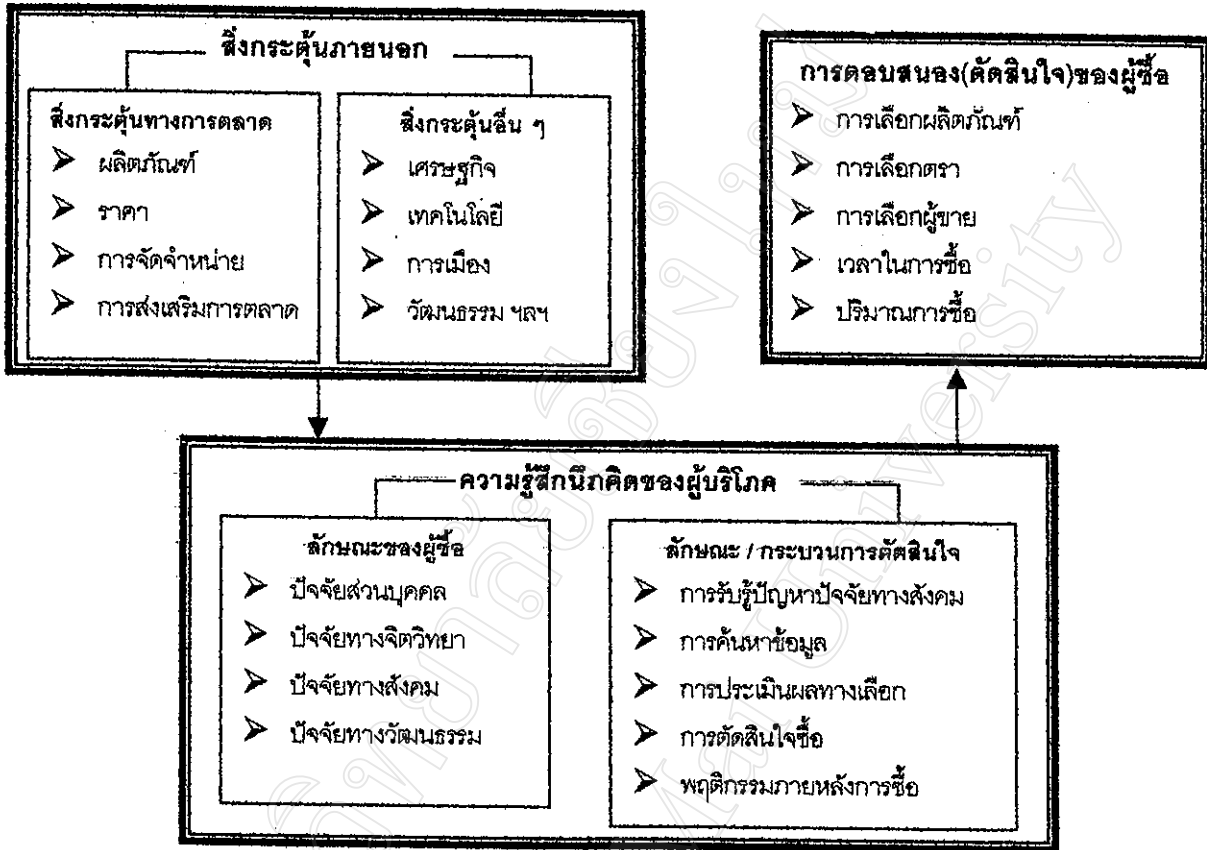 สิ่งกระตุ้นภายนอก
สิ่งกระตุ้นทางการตลาด
ผลิตภัณฑ์
ราคา
การจัดจำหน่าย
การส่งเสริมการตลาด
สิ่งกระตุ้นอื่น ๆ
เศรษฐกิจ
เทคโนโลยี
การเมือง
วัฒนธรรม ฯลฯ
การตอบสนอง(ตัดสินใจ)ของผู้ซื้อ
การเลือกผลิตภัณฑ์
การเลือกตรา
การเลือกผู้ขาย
เวลาในการซื้อ
ปริมาณการซื้อ
ความรู้สึกนึกคิดของผู้บริโภค
ลักษณะของผู้ซื้อ
ปัจจัยส่วนบุคคล
ปัจจัยทางจิตวิทยา
ปัจจัยทางสังคม
ปัจจัยทางวัฒนธรรม
ลักษณะ / กระบวนการตัดสินใจ
การรับรู้ปัญหาปัจจัยทางสังคม
การค้นหาข้อมูล
การประเมินผลทางเลือก
การตัดสินใจซื้อ
พฤติกรรมภายหลังการซื้อ
Mai University